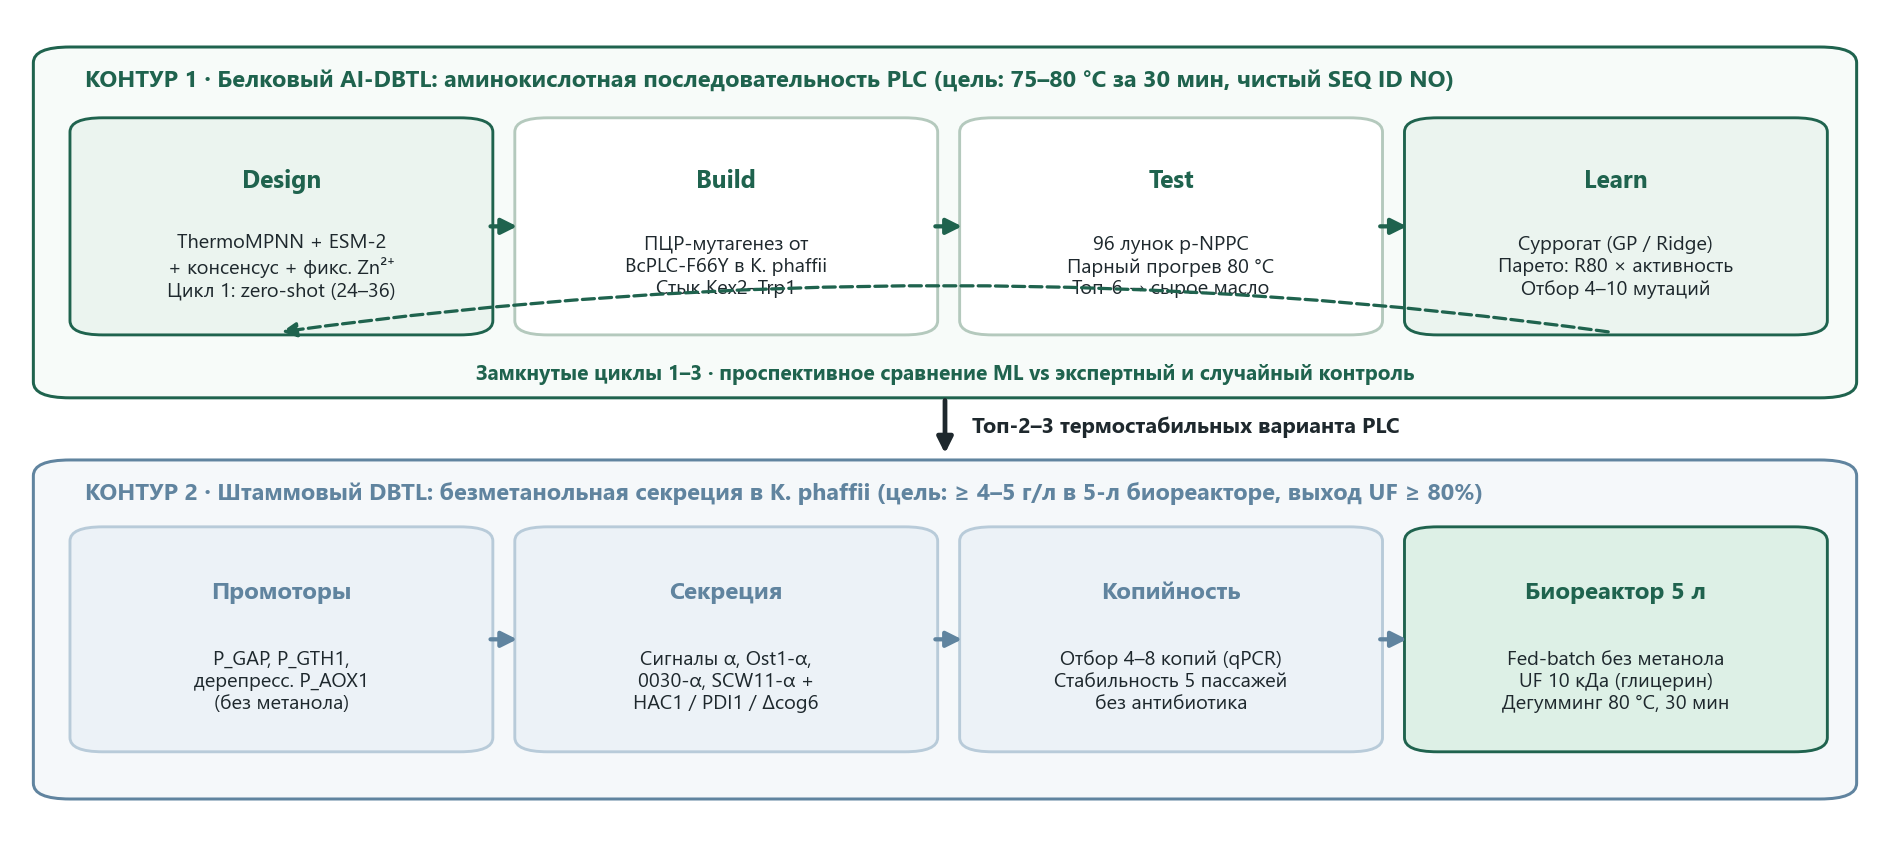 КОНТУР 1 · Белковый AI-DBTL: аминокислотная последовательность PLC (цель: 75–80 °C за 30 мин, чистый SEQ ID NO)
Design
ThermoMPNN + ESM-2
+ консенсус + фикс. Zn²⁺
Цикл 1: zero-shot (24–36)
Build
ПЦР-мутагенез от
BcPLC-F66Y в K. phaffii
Стык Kex2–Trp1
Test
96 лунок p-NPPC
Парный прогрев 80 °C
Топ-6 → сырое масло
Learn
Суррогат (GP / Ridge)
Парето: R80 × активность
Отбор 4–10 мутаций
Замкнутые циклы 1–3 · проспективное сравнение ML vs экспертный и случайный контроль
Топ-2–3 термостабильных варианта PLC
КОНТУР 2 · Штаммовый DBTL: безметанольная секреция в K. phaffii (цель: ≥ 4–5 г/л в 5-л биореакторе, выход UF ≥ 80%)
Промоторы
P_GAP, P_GTH1,
дерепресс. P_AOX1
(без метанола)
Секреция
Сигналы α, Ost1-α,
0030-α, SCW11-α +
HAC1 / PDI1 / Δcog6
Копийность
Отбор 4–8 копий (qPCR)
Стабильность 5 пассажей
без антибиотика
Биореактор 5 л
Fed-batch без метанола
UF 10 кДа (глицерин)
Дегумминг 80 °C, 30 мин